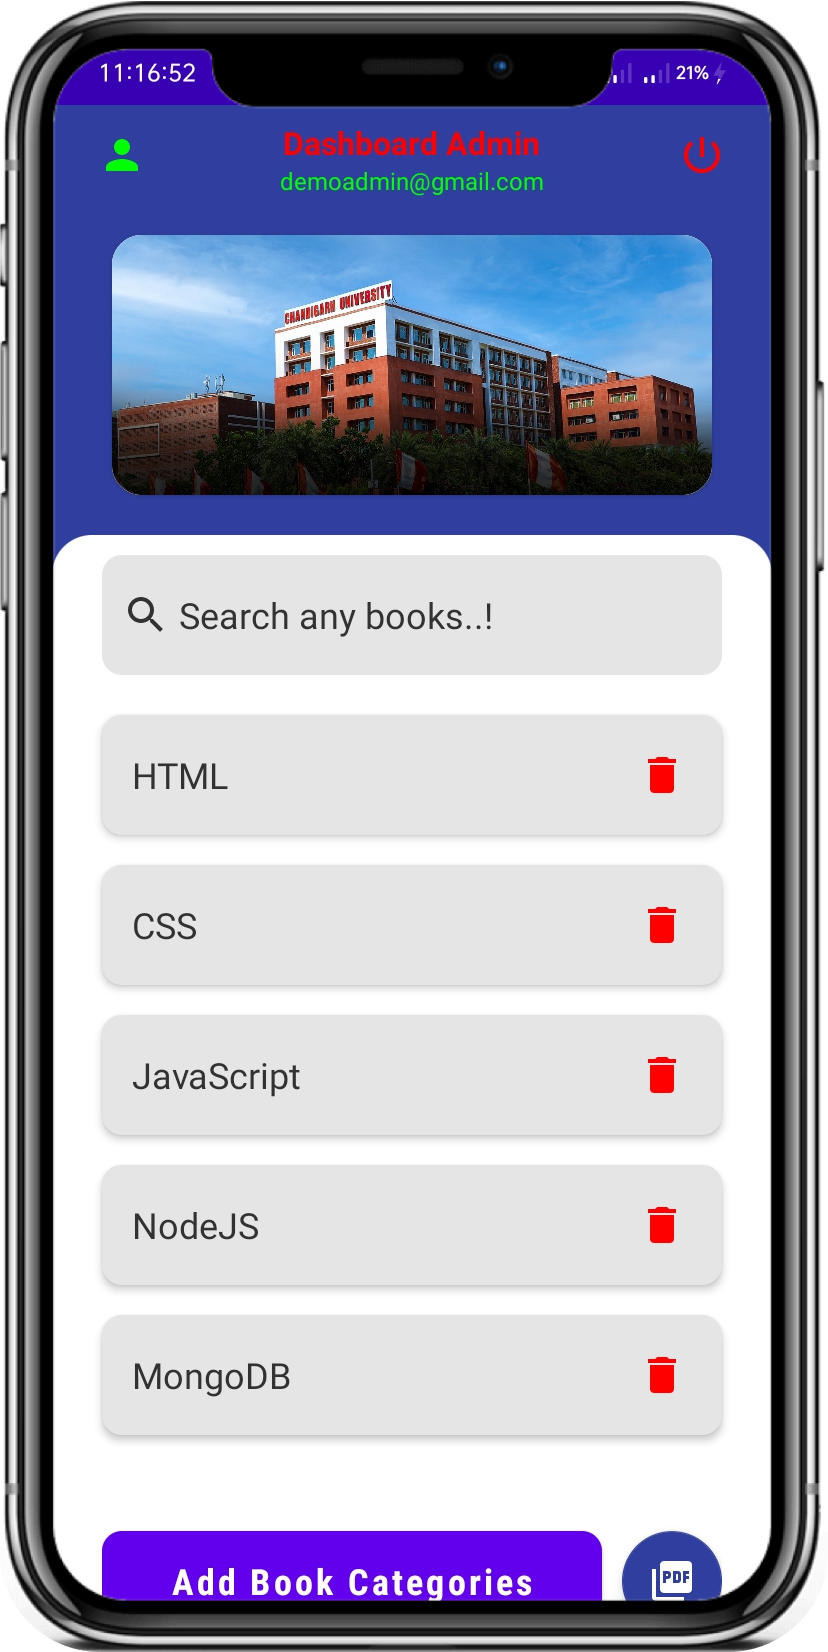 11:16:52
21%
Dashboard Admin
demoadmin@gmail.com
CHANDIGARH UNIVERSITY
Search any books..!
HTML
CSS
JavaScript
NodeJS
MongoDB
Add Book Categories
PDF